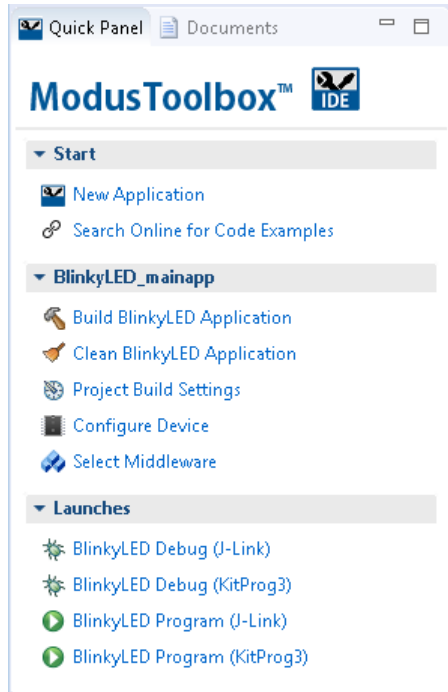 Quick Panel Documents
ModusToolbox™ IDE
Start
New Application
Search Online for Code Examples
BlinkyLED_mainapp
Build BlinkyLED Application
Clean BlinkyLED Application
Project Build Settings
Configure Device
Select Middleware
Launches
BlinkyLED Debug (J-Link)
BlinkyLED Debug (KitProg3)
BlinkyLED Program (J-Link)
BlinkyLED Program (KitProg3)